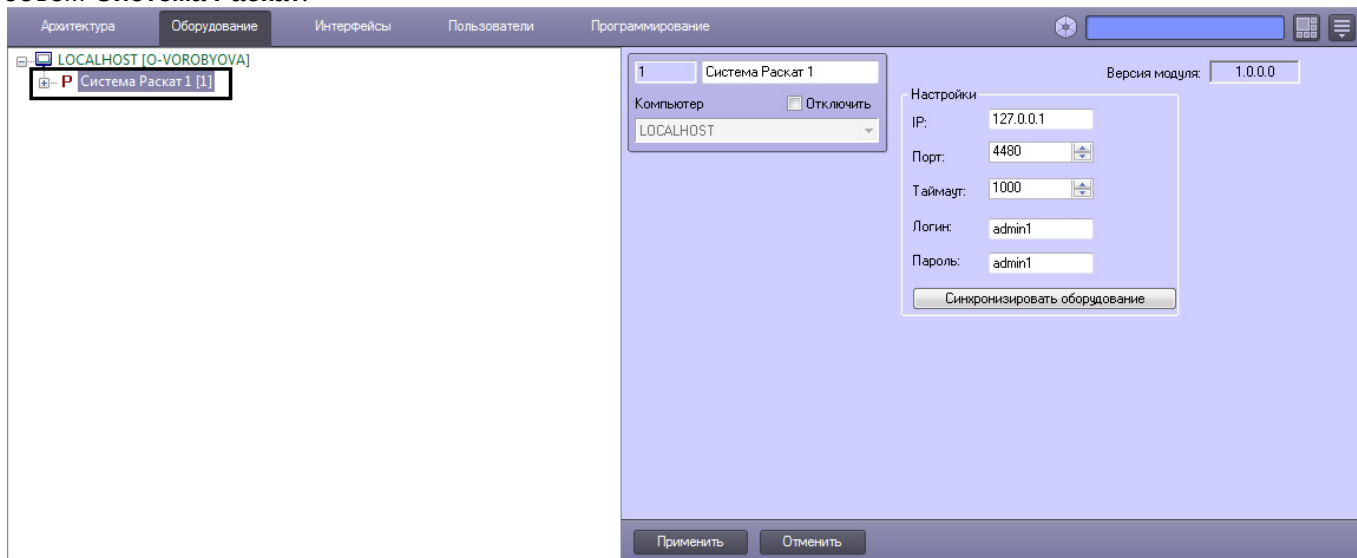 Система Раскат.
Архитектура Оборудование Интерфейсы Пользователи Программирование
LOCALHOST [O-VOROBYOVA]
P Система Раскат 1 [1]
1 Система Раскат 1
Компьютер Отключить
LOCALHOST
Версия модуля: 1.0.0.0
Настройки
IP: 127.0.0.1
Порт: 4480
Таймаут: 1000
Логин: admin1
Пароль: admin1
Синхронизировать оборудование
Применить Отменить